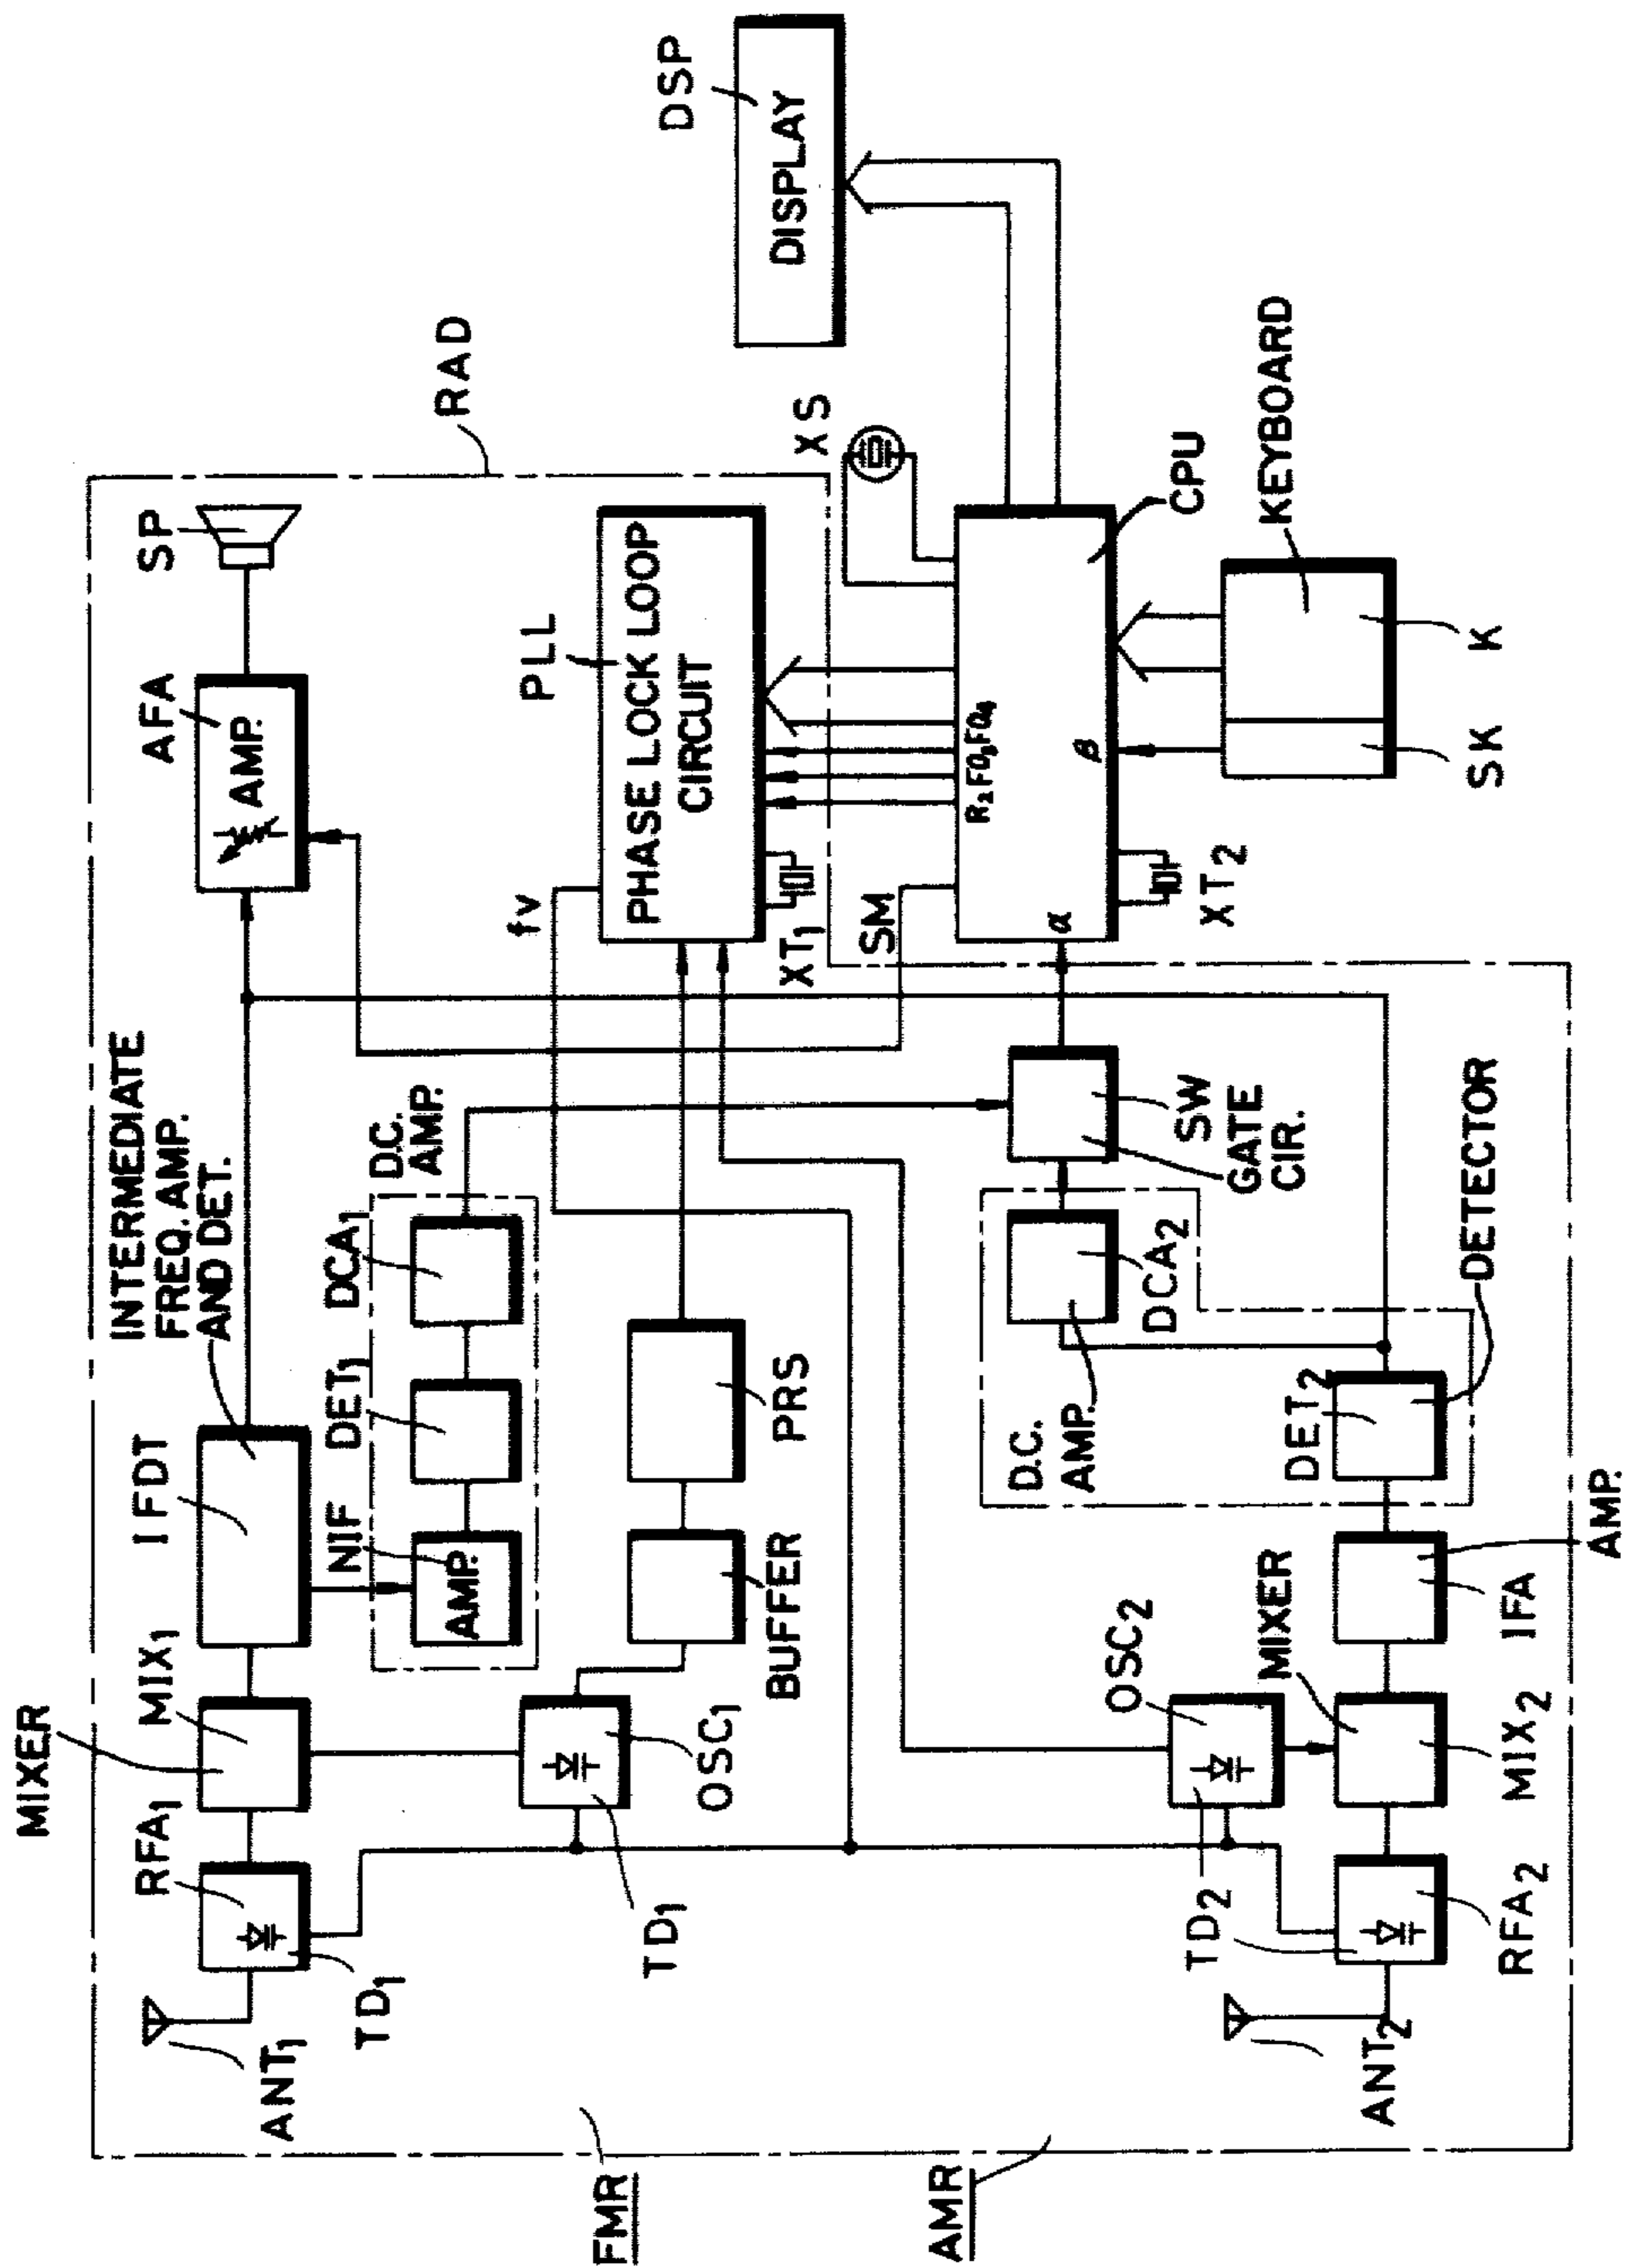 MIXER
RFA1
MIX1
IFDT
INTERMEDIATE
FREQ. AMP.
AND DET.
AFA
AMP.
SP
RAD
ANT1
TD1
NIF
AMP.
DET1
DCA1
D.C.
AMP.
fv
PLL
PHASE LOCK LOOP
CIRCUIT
XT1
DSP
DISPLAY
OSC1
TD1
BUFFER
PRS
SM
XS
FMR
R2 FQ3 FQ4
α
β
CPU
XT2
SW
GATE
CIR.
D.C.
AMP.
DCA2
KEYBOARD
SK
K
OSC2
TD2
MIXER
DET2
DETECTOR
AMR
ANT2
RFA2
MIX2
IFA
AMP.